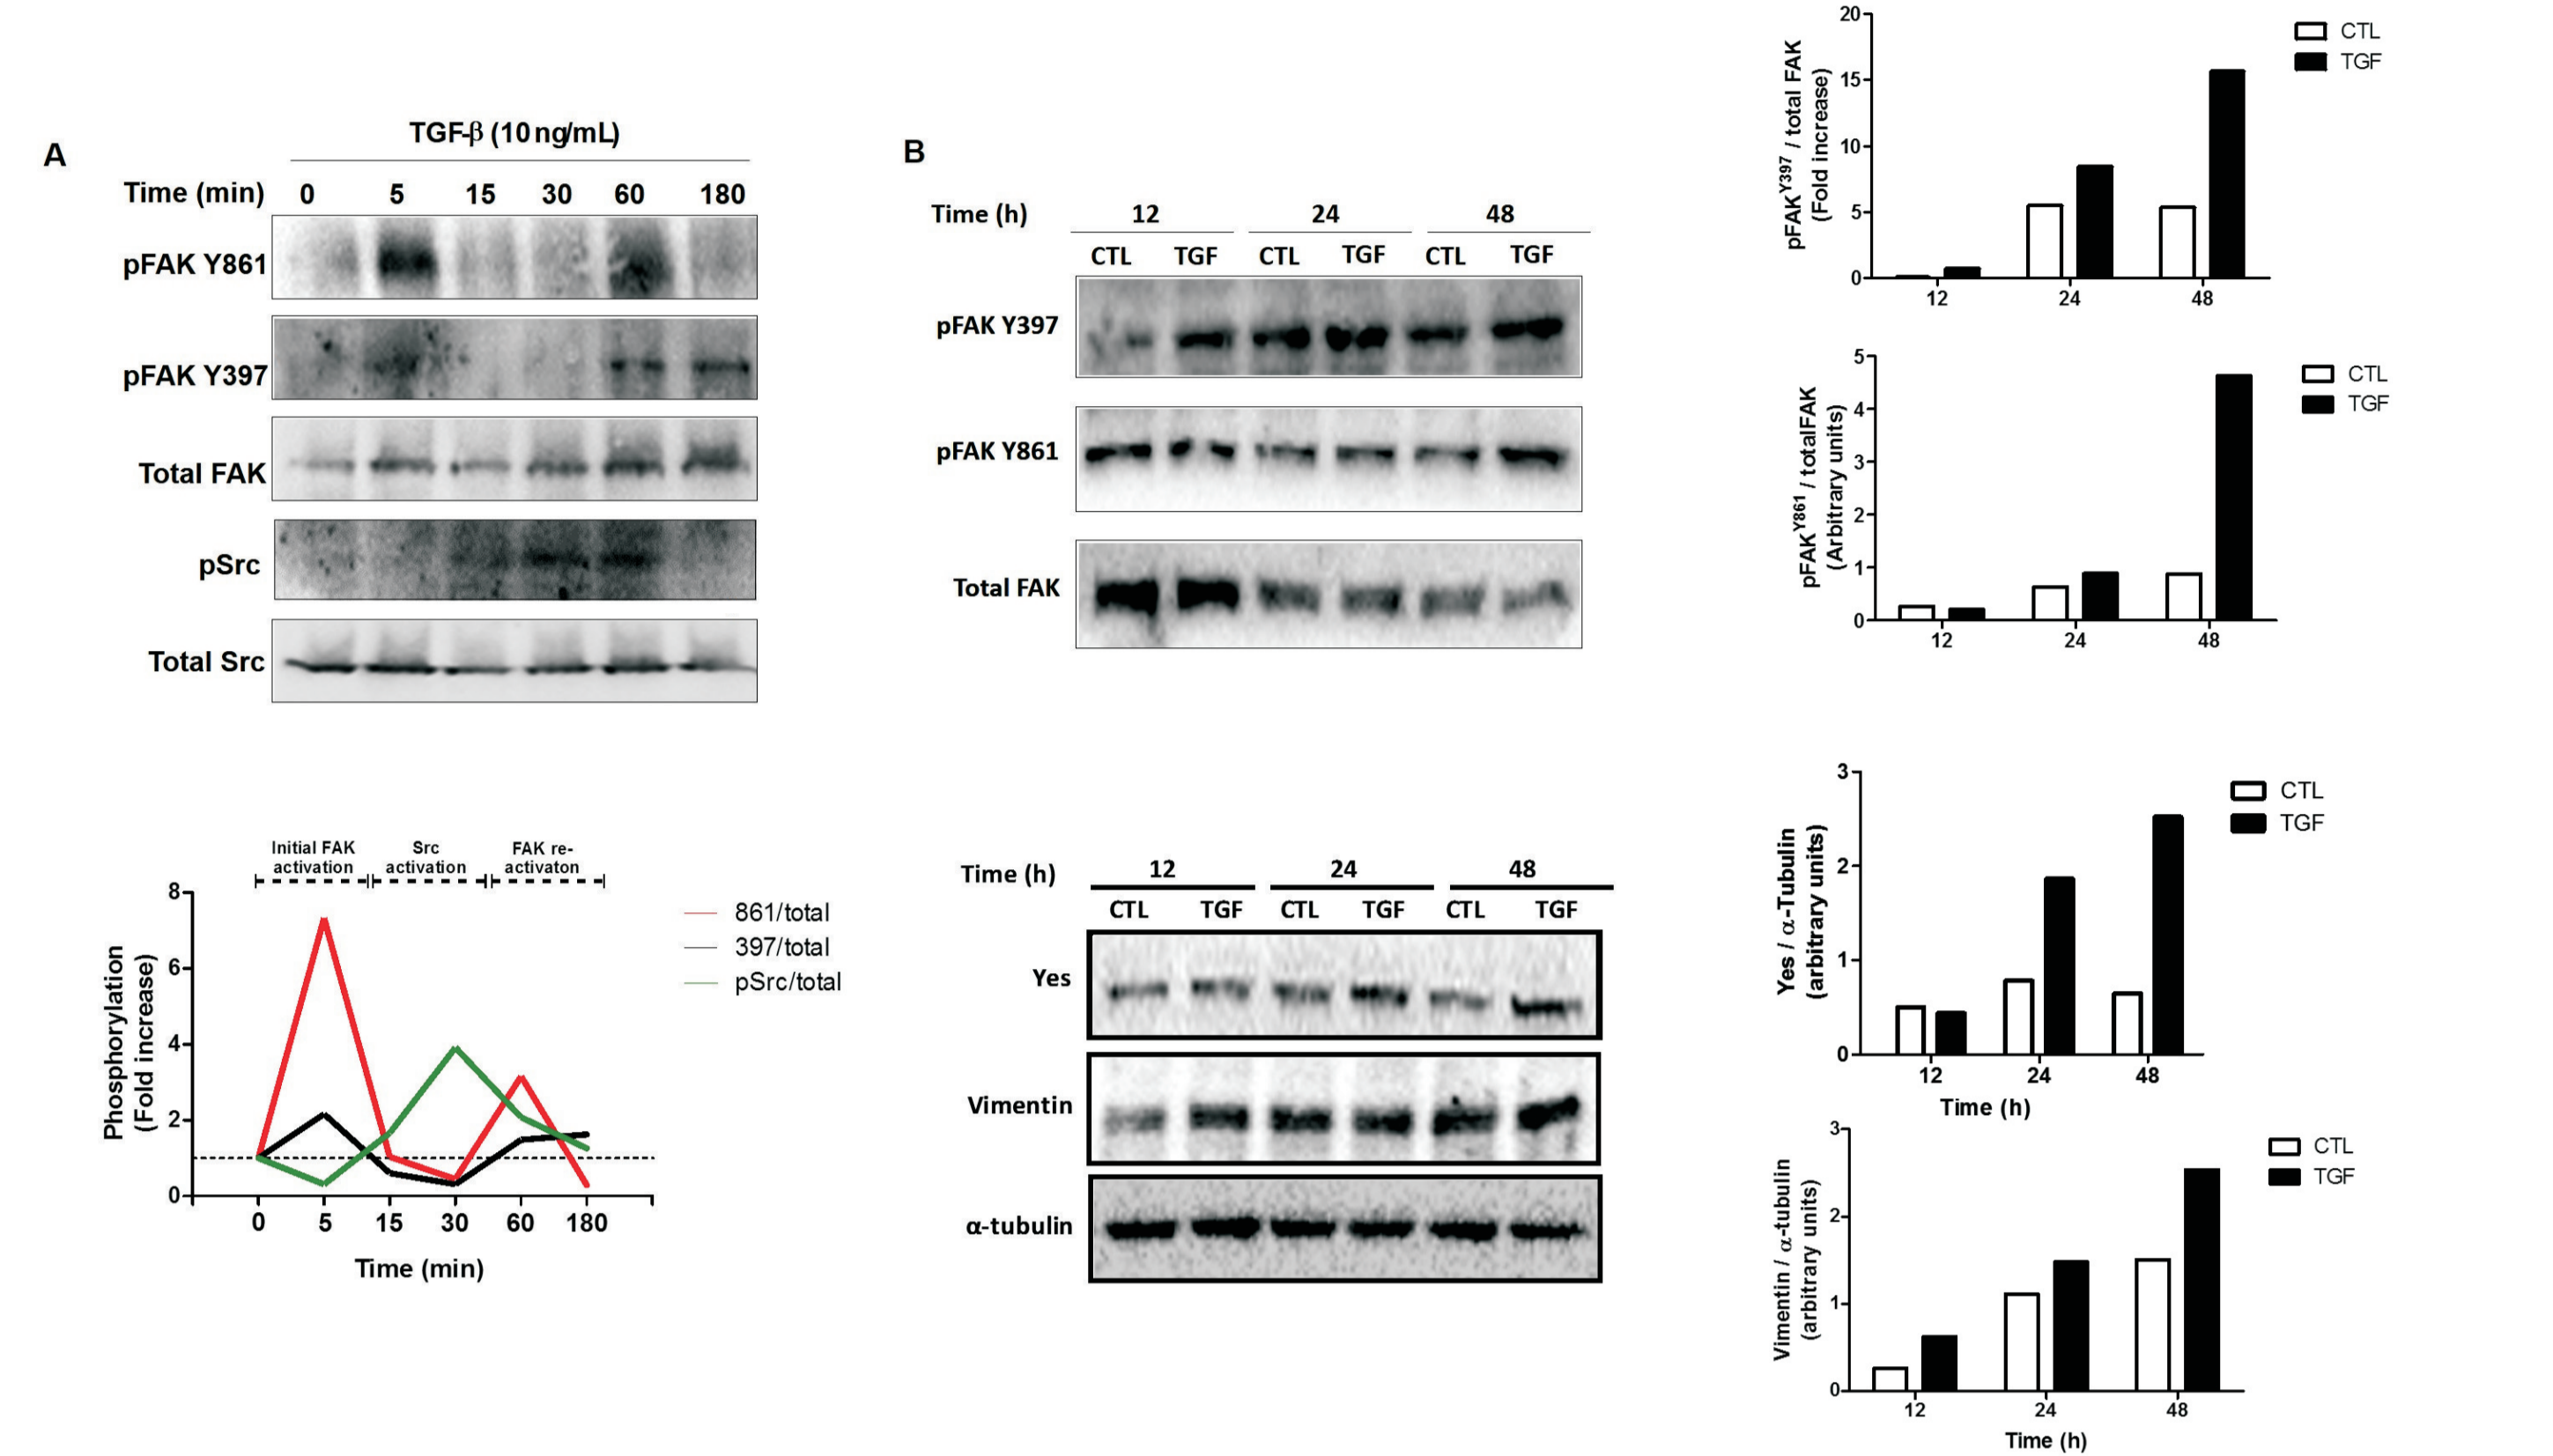 A
TGF-β (10 ng/mL)
Time (min) 0 5 15 30 60 180
pFAK Y861
pFAK Y397
Total FAK
pSrc
Total Src
Initial FAK activation
Src activation
FAK re-activaton
Phosphorylation
(Fold increase)
8
6
4
2
0
0 5 15 30 60 180
Time (min)
861/total
397/total
pSrc/total
B
Time (h) 12 24 48
CTL TGF CTL TGF CTL TGF
pFAK Y397
pFAK Y861
Total FAK
Time (h) 12 24 48
CTL TGF CTL TGF CTL TGF
Yes
Vimentin
α-tubulin
pFAK Y397 / total FAK
(Fold increase)
20
15
10
5
0
12 24 48
CTL
TGF
pFAK Y861 / totalFAK
(Arbitrary units)
5
4
3
2
1
0
12 24 48
CTL
TGF
Yes / α-Tubulin
(arbitrary units)
3
2
1
0
12 24 48
Time (h)
CTL
TGF
Vimentin / α-tubulin
(arbitrary units)
3
2
1
0
12 24 48
Time (h)
CTL
TGF